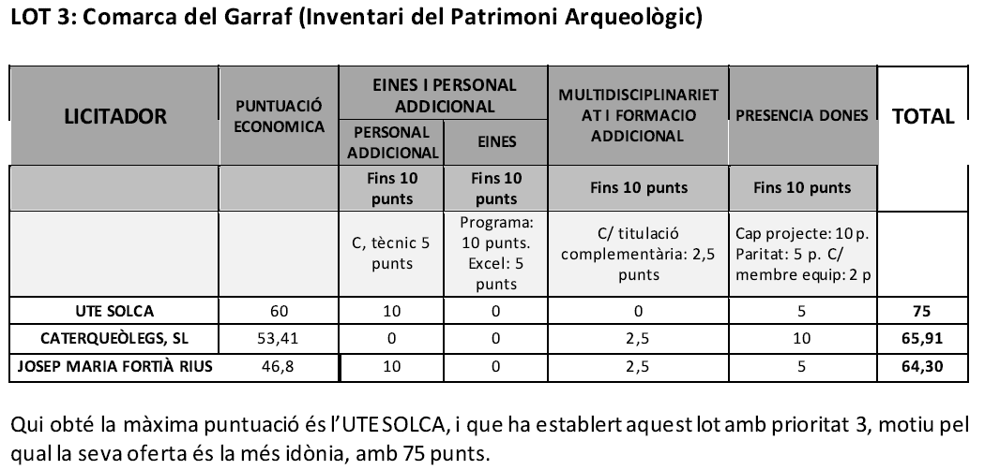 LOT 3: Comarca del Garraf (Inventari del Patrimoni Arqueològic)
LICITADOR
PUNTUACIÓ
ECONOMICA
EINES I PERSONAL
ADDICIONAL
PERSONAL
ADDICIONAL
EINES
MULTIDISCIPLINARIET
AT I FORMACIO
ADDICIONAL
PRESENCIA DONES
TOTAL
Fins 10
punts
Fins 10
punts
Fins 10 punts
Fins 10 punts
C, tècnic 5
punts
Programa:
10 punts.
Excel: 5
punts
C/ titulació
complementària: 2,5
punts
Cap projecte: 10 p.
Paritat: 5 p. C/
membre equip: 2 p
UTE SOLCA 60 10 0 0 5 75
CATERQUEÒLEGS, SL 53,41 0 0 2,5 10 65,91
JOSEP MARIA FORTIÀ RIUS 46,8 10 0 2,5 5 64,30
Qui obté la màxima puntuació és l'UTE SOLCA, i que ha establert aquest lot amb prioritat 3, motiu pel
qual la seva oferta és la més idònia, amb 75 punts.